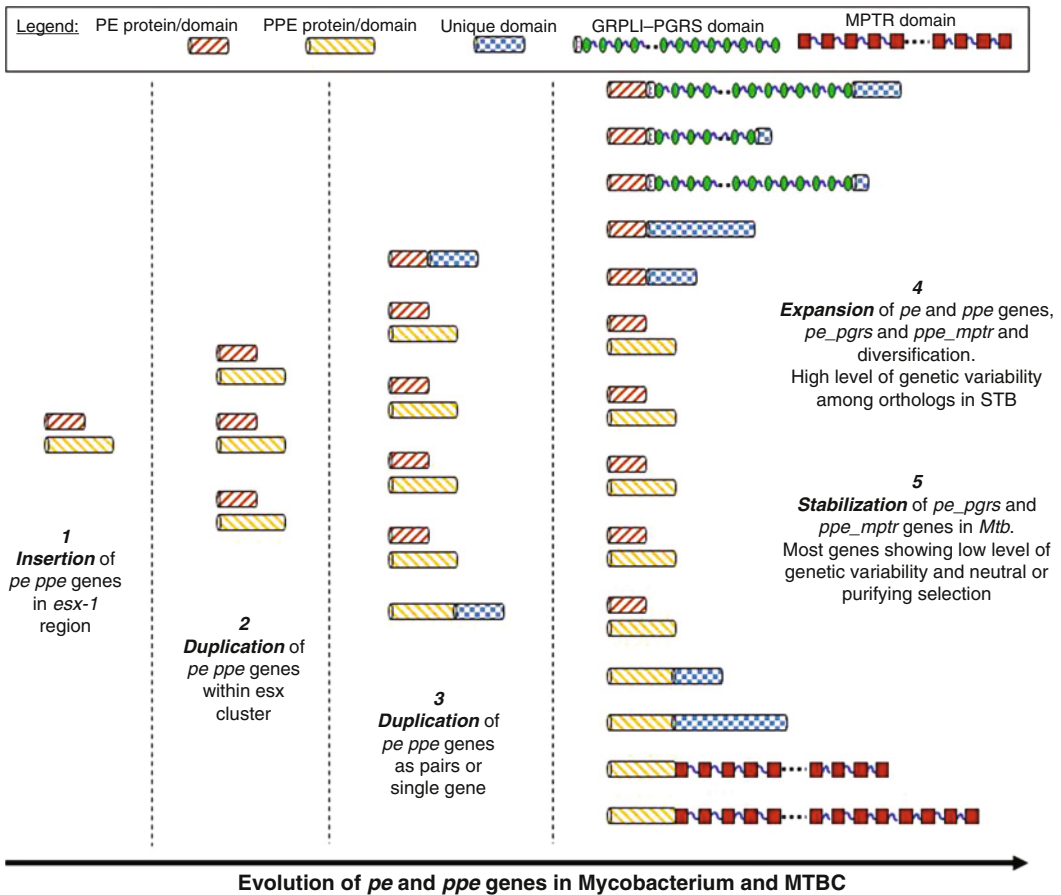 Legend: PE protein/domain PPE protein/domain Unique domain GRPLI–PGRS domain MPTR domain
1
Insertion of
pe ppe genes
in esx-1
region
2
Duplication of
pe ppe genes
within esx
cluster
3
Duplication of
pe ppe genes
as pairs or
single gene
4
Expansion of pe and ppe genes,
pe_pgrs and ppe_mptr and
diversification.
High level of genetic variability
among orthologs in STB
5
Stabilization of pe_pgrs and
ppe_mptr genes in Mtb.
Most genes showing low level of
genetic variability and neutral or
purifying selection
Evolution of pe and ppe genes in Mycobacterium and MTBC